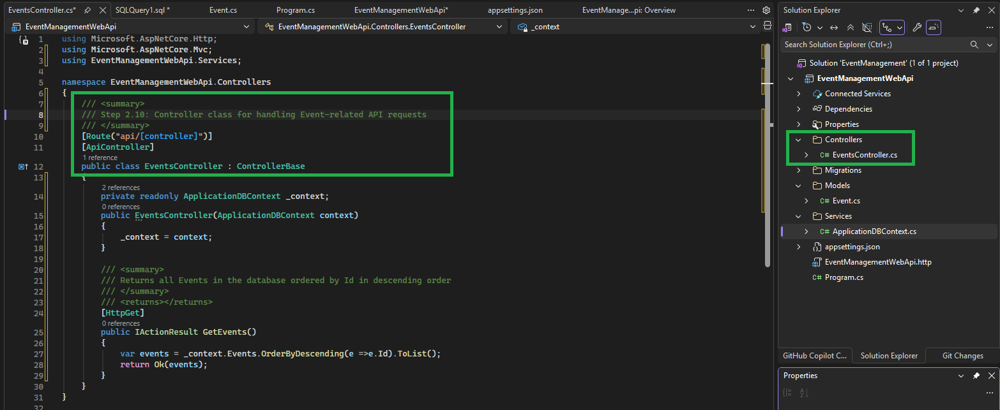 EventsController.cs*
SQLQuery1.sql *
Event.cs
Program.cs
EventManagementWebApi*
appsettings.json
EventManage...pi: Overview
EventManagementWebApi
EventManagementWebApi.Controllers.EventsController
_context
1 using Microsoft.AspNetCore.Http;
2 using Microsoft.AspNetCore.Mvc;
3 using EventManagementWebApi.Services;
4
5 namespace EventManagementWebApi.Controllers
6 {
7 /// <summary>
8 /// Step 2.10: Controller class for handling Event-related API requests
9 /// </summary>
10 [Route("api/[controller]")]
11 [ApiController]
1 reference
12 public class EventsController : ControllerBase
13 {
2 references
14 private readonly ApplicationDBContext _context;
0 references
15 public EventsController(ApplicationDBContext context)
16 {
17 _context = context;
18 }
19
20 /// <summary>
21 /// Returns all Events in the database ordered by Id in descending order
22 /// </summary>
23 /// <returns></returns>
24 [HttpGet]
0 references
25 public IActionResult GetEvents()
26 {
27 var events = _context.Events.OrderByDescending(e =>e.Id).ToList();
28 return Ok(events);
29 }
30 }
31 }
32
Solution Explorer
Search Solution Explorer (Ctrl+;)
Solution 'EventManagement' (1 of 1 project)
EventManagementWebApi
Connected Services
Dependencies
Properties
Controllers
C# EventsController.cs
Migrations
Models
C# Event.cs
Services
C# ApplicationDBContext.cs
appsettings.json
EventManagementWebApi.http
C# Program.cs
GitHub Copilot C...
Solution Explorer
Git Changes
Properties